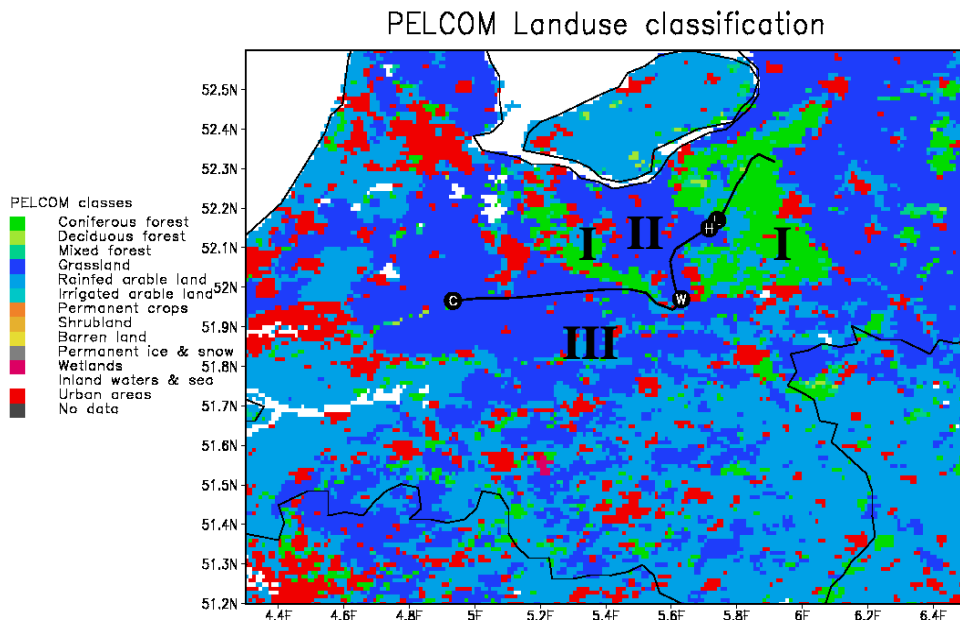 PELCOM Landuse classification
PELCOM classes
Coniferous forest
Deciduous forest
Mixed forest
Grassland
Rainfed arable land
Irrigated arable land
Permanent crops
Shrubland
Barren land
Permanent ice & snow
Wetlands
Inland waters & sea
Urban areas
No data
52.5N
52.4N
52.3N
52.2N
52.1N
52N
51.9N
51.8N
51.7N
51.6N
51.5N
51.4N
51.3N
51.2N
I
II
I
L
H
C
W
III
4.4E
4.6E
4.8E
5E
5.2E
5.4E
5.6E
5.8E
6E
6.2E
6.4E